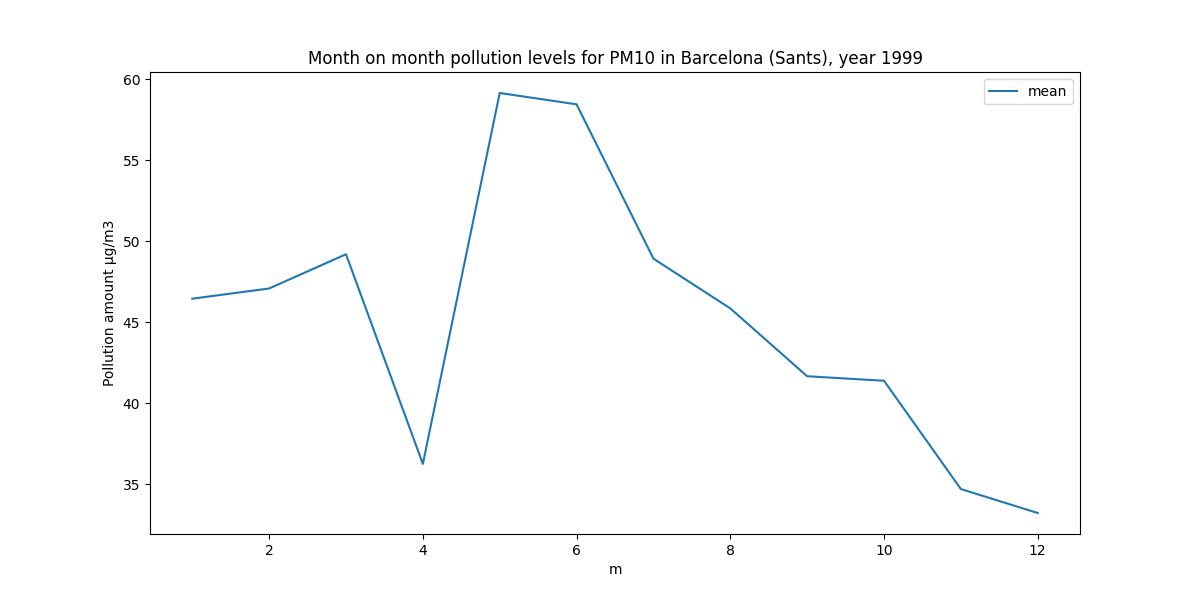 Month on month pollution levels for PM10 in Barcelona (Sants), year 1999
mean
Pollution amount µg/m3
60
55
50
45
40
35
2 4 6 8 10 12
m